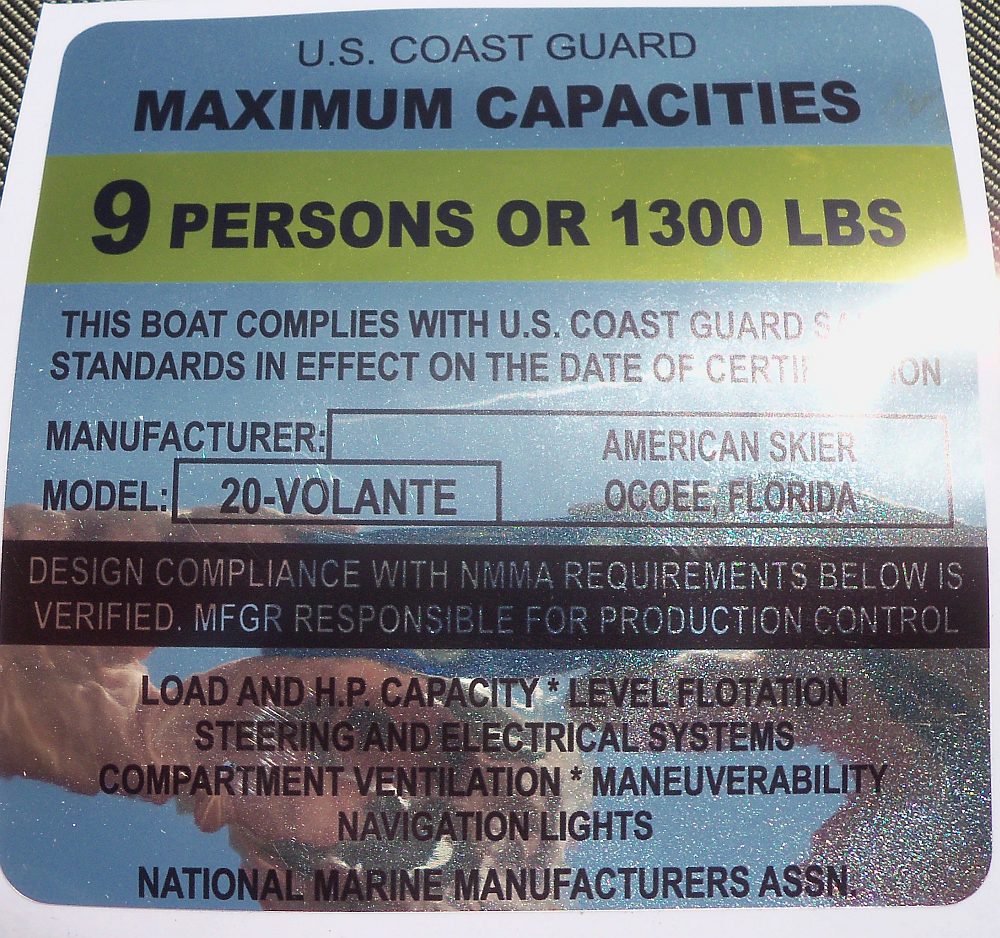 U.S. COAST GUARD
MAXIMUM CAPACITIES
9 PERSONS OR 1300 LBS
THIS BOAT COMPLIES WITH U.S. COAST GUARD
STANDARDS IN EFFECT ON THE DATE OF
MANUFACTURER: AMERICAN SKIER
MODEL: 20-VOLANTE OCOEE, FLORIDA
DESIGN COMPLIANCE WITH NMMA REQUIREMENTS BELOW IS
VERIFIED. MFGR RESPONSIBLE FOR PRODUCTION CONTROL
LOAD AND H.P. CAPACITY * LEVEL FLOTATION
STEERING AND ELECTRICAL SYSTEMS
COMPARTMENT VENTILATION * MANEUVERABILITY
NAVIGATION LIGHTS
NATIONAL MARINE MANUFACTURERS ASSN.